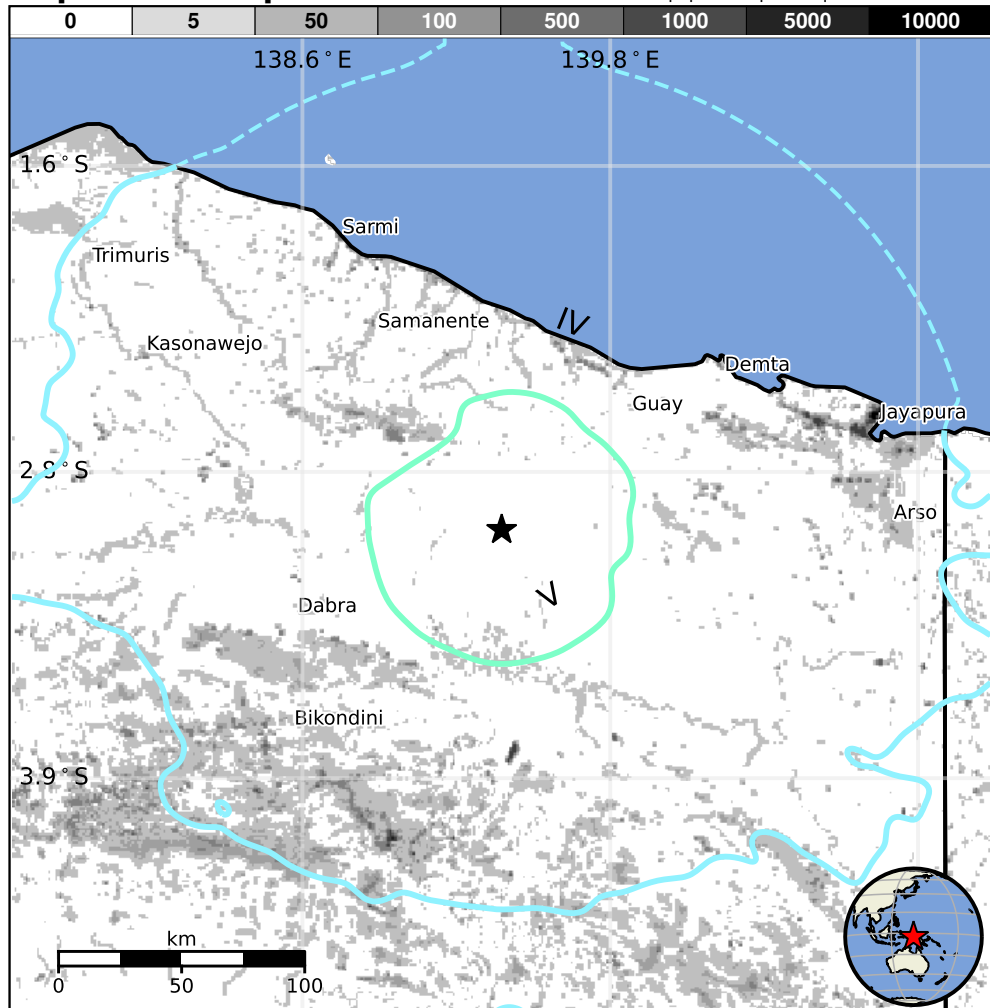 0 5 50 100 500 1000 5000 10000
138.6°E 139.8°E
1.6°S
Sarmi
Trimuris
Samanente
IV
Kasonawejo
Demta
Guay
Jayapura
2.8°S
Arso
V
Dabra
Bikondini
3.9°S
km
0 50 100